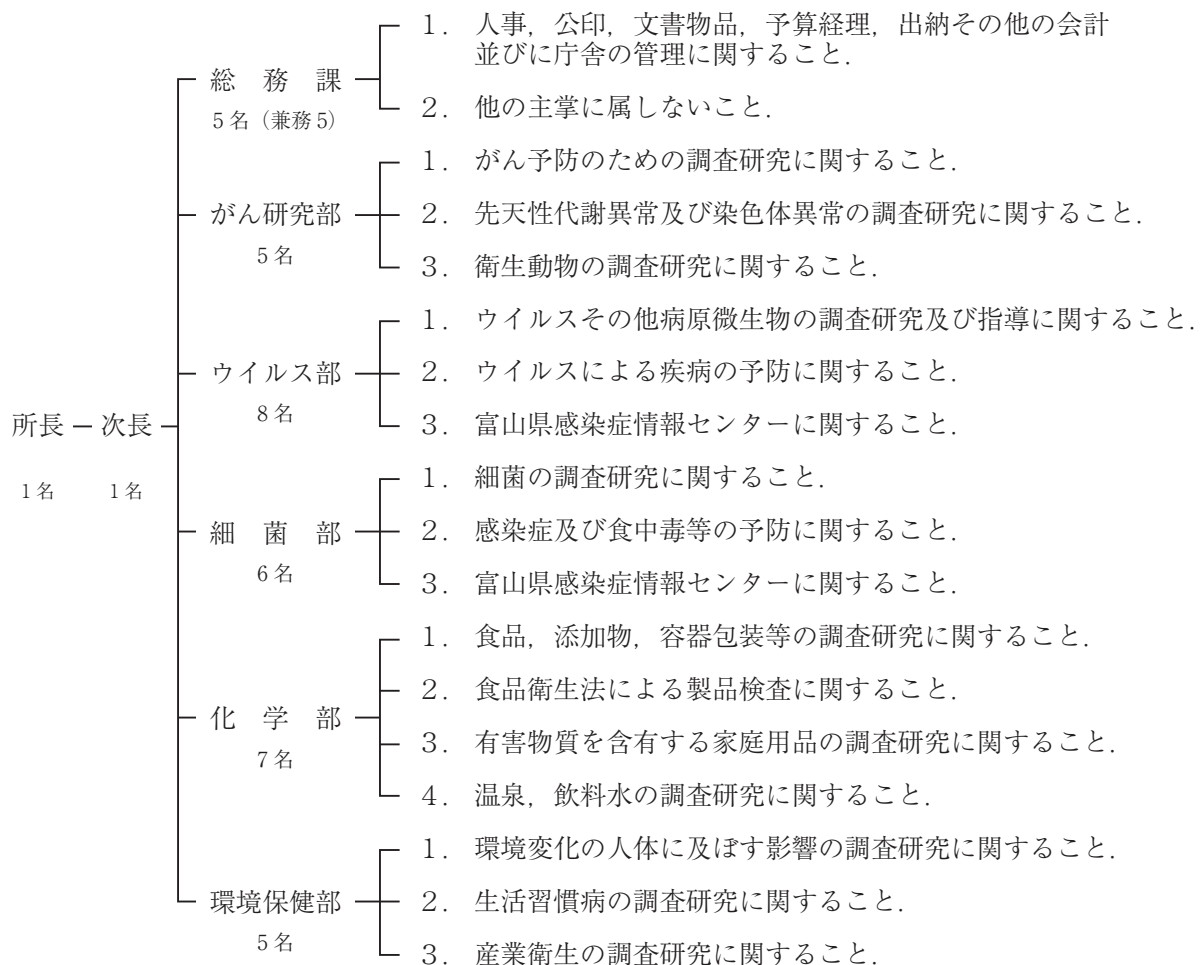 1． 人事，公印，文書物品，予算経理，出納その他の会計
並びに庁舎の管理に関すること．
総　務　課
5名（兼務5）
2． 他の主掌に属しないこと．
1． がん予防のための調査研究に関すること．
がん研究部
2． 先天性代謝異常及び染色体異常の調査研究に関すること．
5名
3． 衛生動物の調査研究に関すること．
1． ウイルスその他病原微生物の調査研究及び指導に関すること．
ウイルス部
2． ウイルスによる疾病の予防に関すること．
8名
3． 富山県感染症情報センターに関すること．
所長 次長
1名 1名
1． 細菌の調査研究に関すること．
細　菌　部
2． 感染症及び食中毒等の予防に関すること．
6名
3． 富山県感染症情報センターに関すること．
1． 食品，添加物，容器包装等の調査研究に関すること．
2． 食品衛生法による製品検査に関すること．
化　学　部
7名
3． 有害物質を含有する家庭用品の調査研究に関すること．
4． 温泉，飲料水の調査研究に関すること．
1． 環境変化の人体に及ぼす影響の調査研究に関すること．
環境保健部
2． 生活習慣病の調査研究に関すること．
5名
3． 産業衛生の調査研究に関すること．